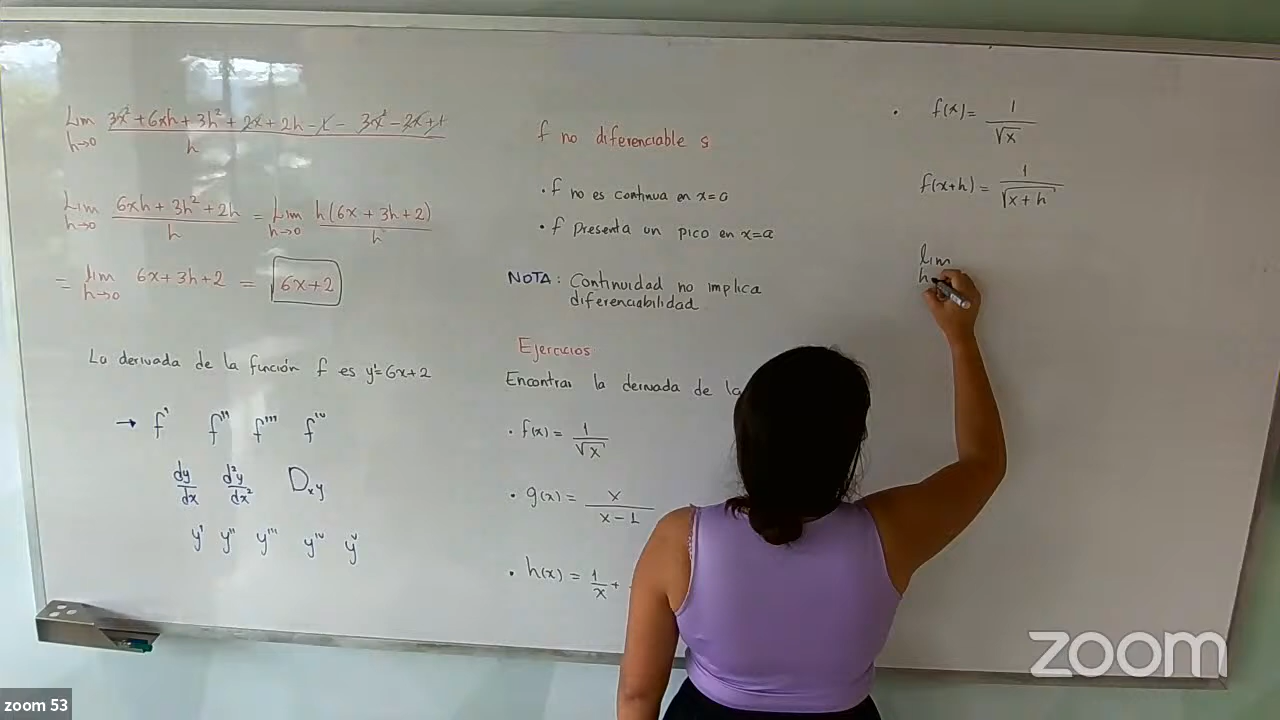 Lim 3x² + 6xh + 3h² + 2x + 2h - x - 3x² - 2x + 1
h→0 h
Lim 6xh + 3h² + 2h = Lim h(6x + 3h + 2)
h→0 h h→0 h
= lim 6x + 3h + 2 = 6x + 2
h→0
La derivada de la función f es y' = 6x + 2
→ f' f'' f''' f^IV
dy/dx d²y/dx² Dxy
y' y'' y''' y^IV y^V
f no diferenciable s
• f no es continua en x=a
• f Presenta un pico en x=a
NOTA: Continuidad no implica
diferenciabilidad
Ejercicios
Encontrar la derivada de la
• f(x) = 1/√x
• g(x) = x/(x-1)
• h(x) = 1/x +
• f(x) = 1/√x
f(x+h) = 1/√(x+h)
lim
h
zoom
zoom 53